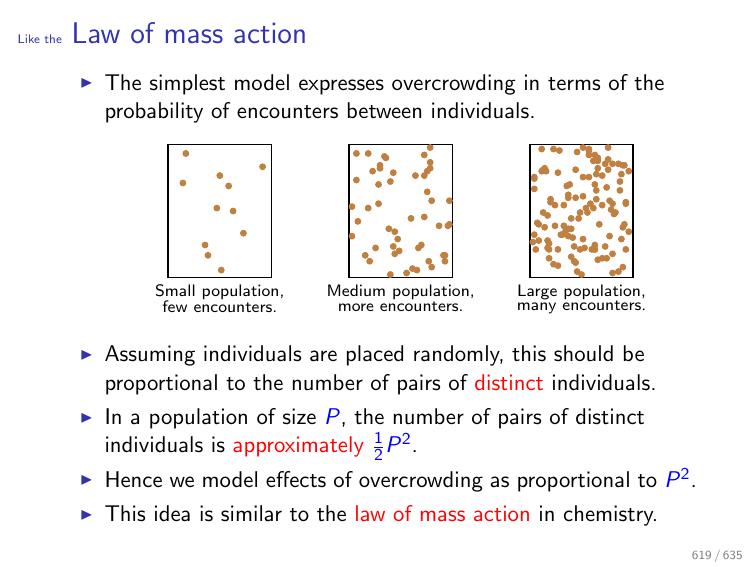 Like the Law of mass action
▶ The simplest model expresses overcrowding in terms of the
probability of encounters between individuals.
Small population,
few encounters.
Medium population,
more encounters.
Large population,
many encounters.
▶ Assuming individuals are placed randomly, this should be
proportional to the number of pairs of distinct individuals.
▶ In a population of size P, the number of pairs of distinct
individuals is approximately ½P².
▶ Hence we model effects of overcrowding as proportional to P².
▶ This idea is similar to the law of mass action in chemistry.
619 / 635